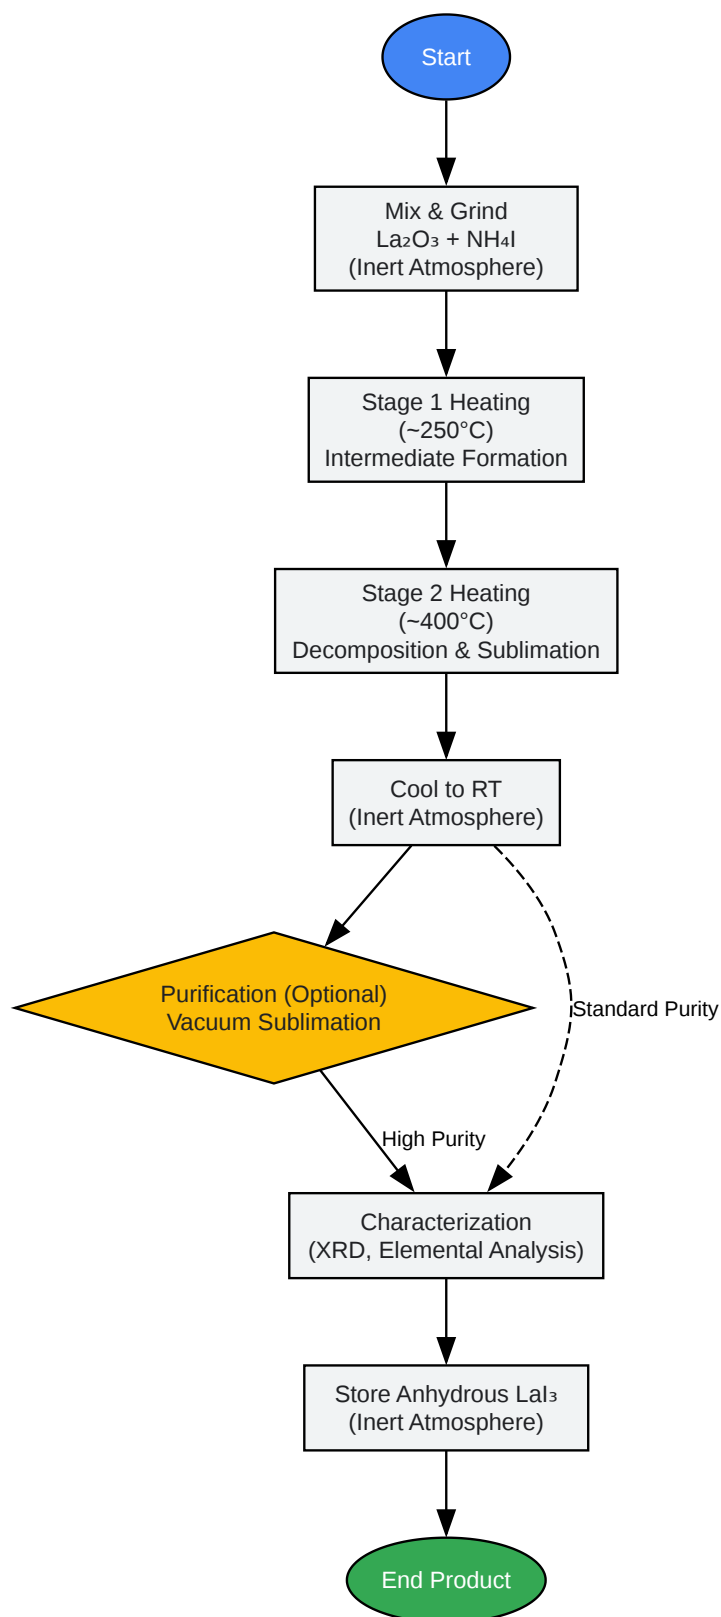 Start
Mix & Grind
La₂O₃ + NH₄I
(Inert Atmosphere)
Stage 1 Heating
(~250°C)
Intermediate Formation
Stage 2 Heating
(~400°C)
Decomposition & Sublimation
Cool to RT
(Inert Atmosphere)
Purification (Optional)
Vacuum Sublimation
Standard Purity
High Purity
Characterization
(XRD, Elemental Analysis)
Store Anhydrous LaI₃
(Inert Atmosphere)
End Product